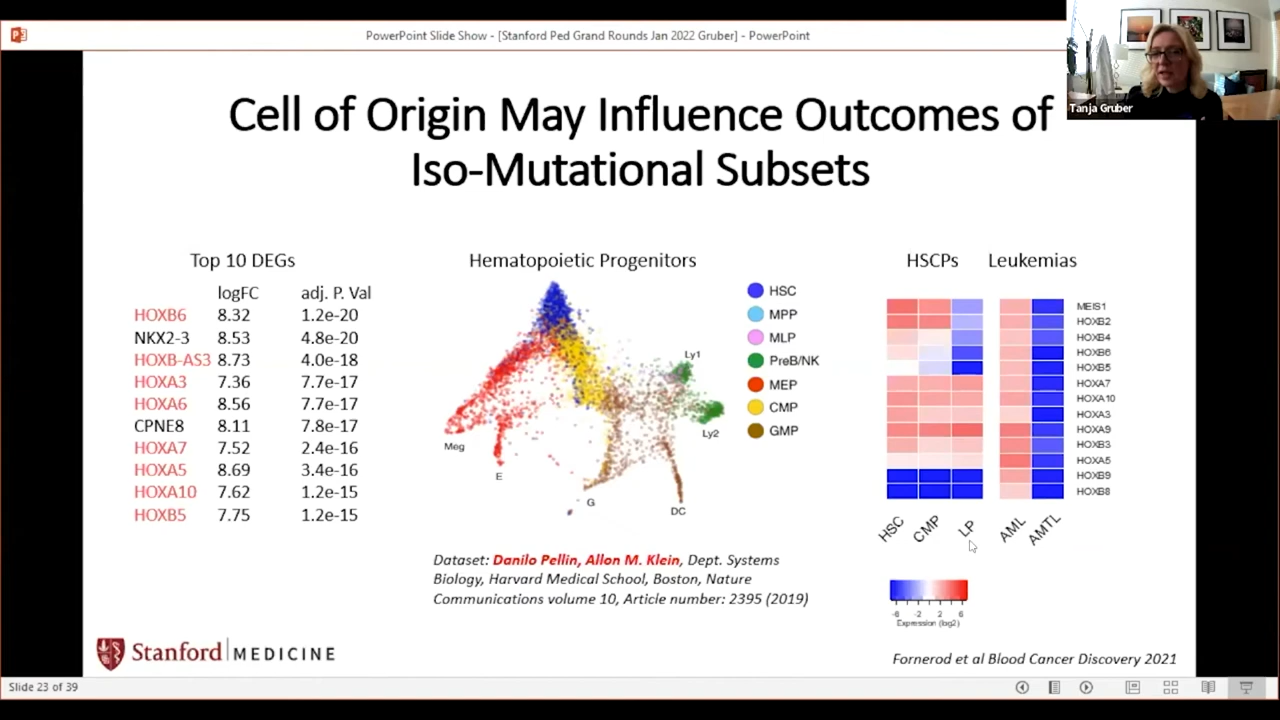 PowerPoint Slide Show - [Stanford Ped Grand Rounds Jan 2022 Gruber] - PowerPoint
Tanja Gruber
Cell of Origin May Influence Outcomes of
Iso-Mutational Subsets
Top 10 DEGs
logFC adj. P. Val
HOXB6 8.32 1.2e-20
NKX2-3 8.53 4.8e-20
HOXB-AS3 8.73 4.0e-18
HOXA3 7.36 7.7e-17
HOXA6 8.56 7.7e-17
CPNE8 8.11 7.8e-17
HOXA7 7.52 2.4e-16
HOXA5 8.69 3.4e-16
HOXA10 7.62 1.2e-15
HOXB5 7.75 1.2e-15
Hematopoietic Progenitors
HSC
MPP
MLP
PreB/NK
MEP
CMP
GMP
Ly1
Ly2
Meg
E
G
DC
Dataset: Danilo Pellin, Allon M. Klein, Dept. Systems
Biology, Harvard Medical School, Boston, Nature
Communications volume 10, Article number: 2395 (2019)
HSCPs Leukemias
MEIS1
HOXB2
HOXB4
HOXB6
HOXB5
HOXA7
HOXA10
HOXA3
HOXA9
HOXB3
HOXA5
HOXB9
HOXB8
HSC CMP LP AML AMTL
-6 -2 2 6
Expression (log2)
Stanford MEDICINE
Fornerod et al Blood Cancer Discovery 2021
Slide 23 of 39